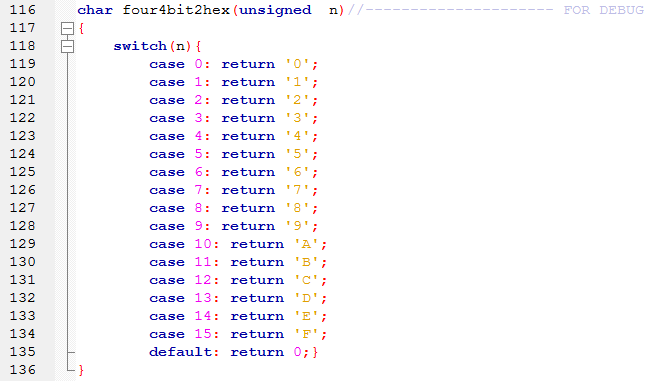 116 char four4bit2hex(unsigned  n)//--------------------- FOR DEBUG
117 {
118     switch(n){
119         case 0: return '0';
120         case 1: return '1';
121         case 2: return '2';
122         case 3: return '3';
123         case 4: return '4';
124         case 5: return '5';
125         case 6: return '6';
126         case 7: return '7';
127         case 8: return '8';
128         case 9: return '9';
129         case 10: return 'A';
130         case 11: return 'B';
131         case 12: return 'C';
132         case 13: return 'D';
133         case 14: return 'E';
134         case 15: return 'F';
135         default: return 0;}
136 }